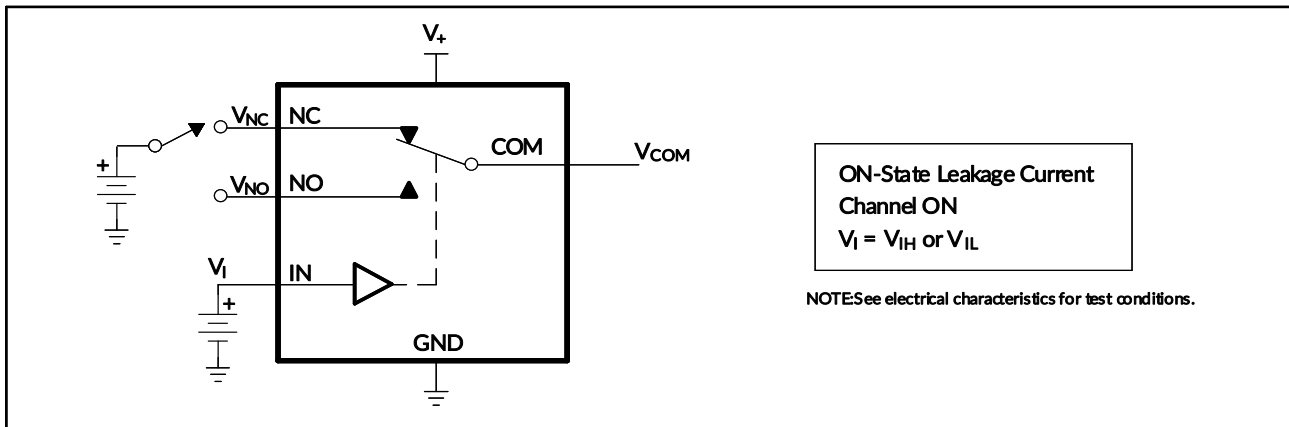 V+
VNC NC
COM
VCOM
VNO NO
VI IN
GND
+
+
ON-State Leakage Current
Channel ON
VI = VIH or VIL
NOTE:See electrical characteristics for test conditions.